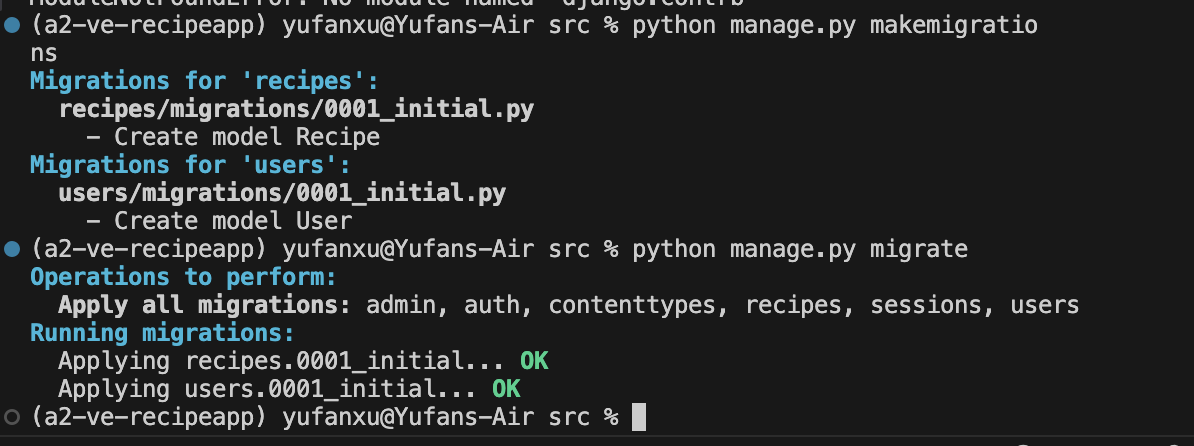 ModuleNotFoundError: No module named 'django.contrb'
(a2-ve-recipeapp) yufanxu@Yufans-Air src % python manage.py makemigratio
ns
Migrations for 'recipes':
recipes/migrations/0001_initial.py
- Create model Recipe
Migrations for 'users':
users/migrations/0001_initial.py
- Create model User
(a2-ve-recipeapp) yufanxu@Yufans-Air src % python manage.py migrate
Operations to perform:
Apply all migrations: admin, auth, contenttypes, recipes, sessions, users
Running migrations:
Applying recipes.0001_initial... OK
Applying users.0001_initial... OK
(a2-ve-recipeapp) yufanxu@Yufans-Air src %